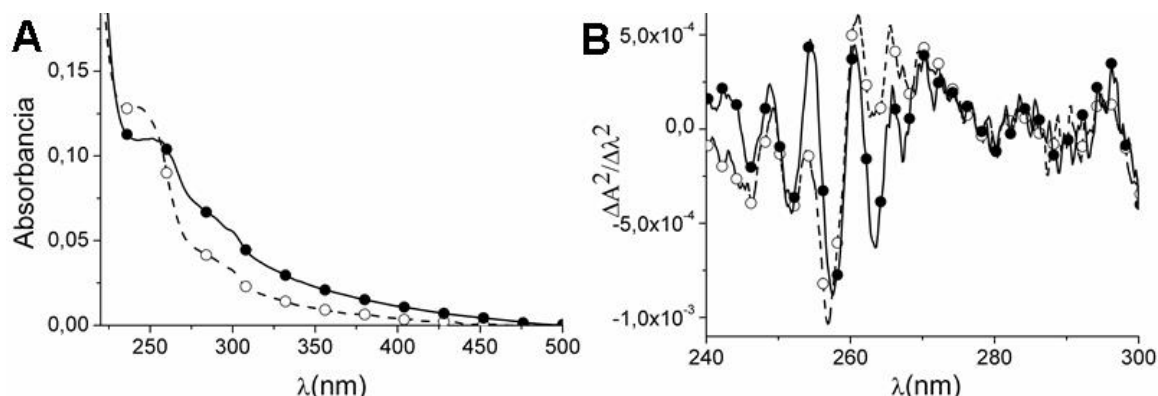 A
Absorbancia
0,15
0,10
0,05
0,00
250 300 350 400 450 500
λ(nm)
B
ΔA²/Δλ²
5,0x10⁻⁴
0,0
-5,0x10⁻⁴
-1,0x10⁻³
240 260 280 300
λ(nm)